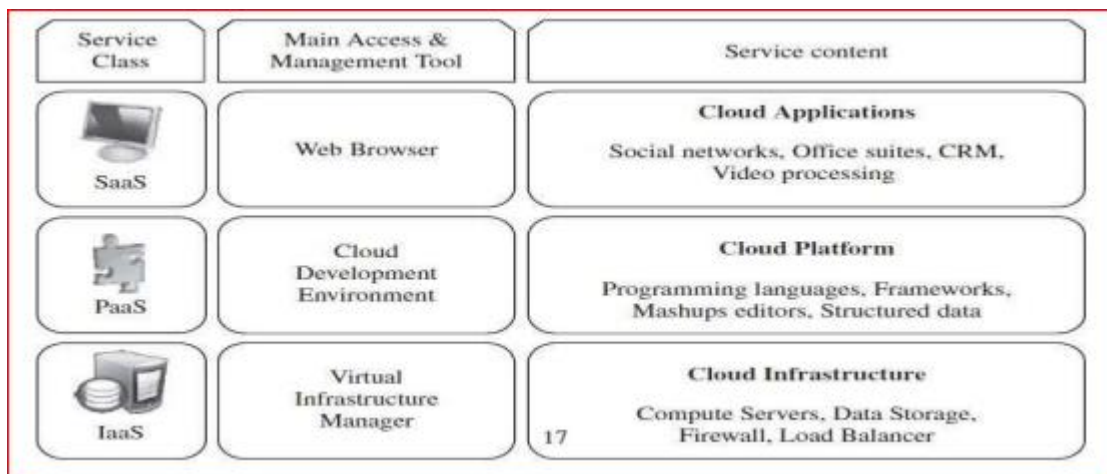 Service
Class
Main Access &
Management Tool
Service content
SaaS
Web Browser
Cloud Applications
Social networks, Office suites, CRM,
Video processing
PaaS
Cloud
Development
Environment
Cloud Platform
Programming languages, Frameworks,
Mashups editors, Structured data
IaaS
Virtual
Infrastructure
Manager
Cloud Infrastructure
Compute Servers, Data Storage,
Firewall, Load Balancer
17